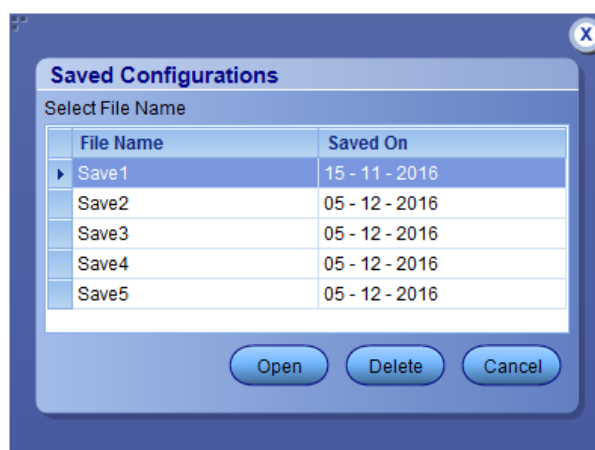 X
Saved Configurations
Select File Name
File Name Saved On
Save1 15 - 11 - 2016
Save2 05 - 12 - 2016
Save3 05 - 12 - 2016
Save4 05 - 12 - 2016
Save5 05 - 12 - 2016
Open Delete Cancel